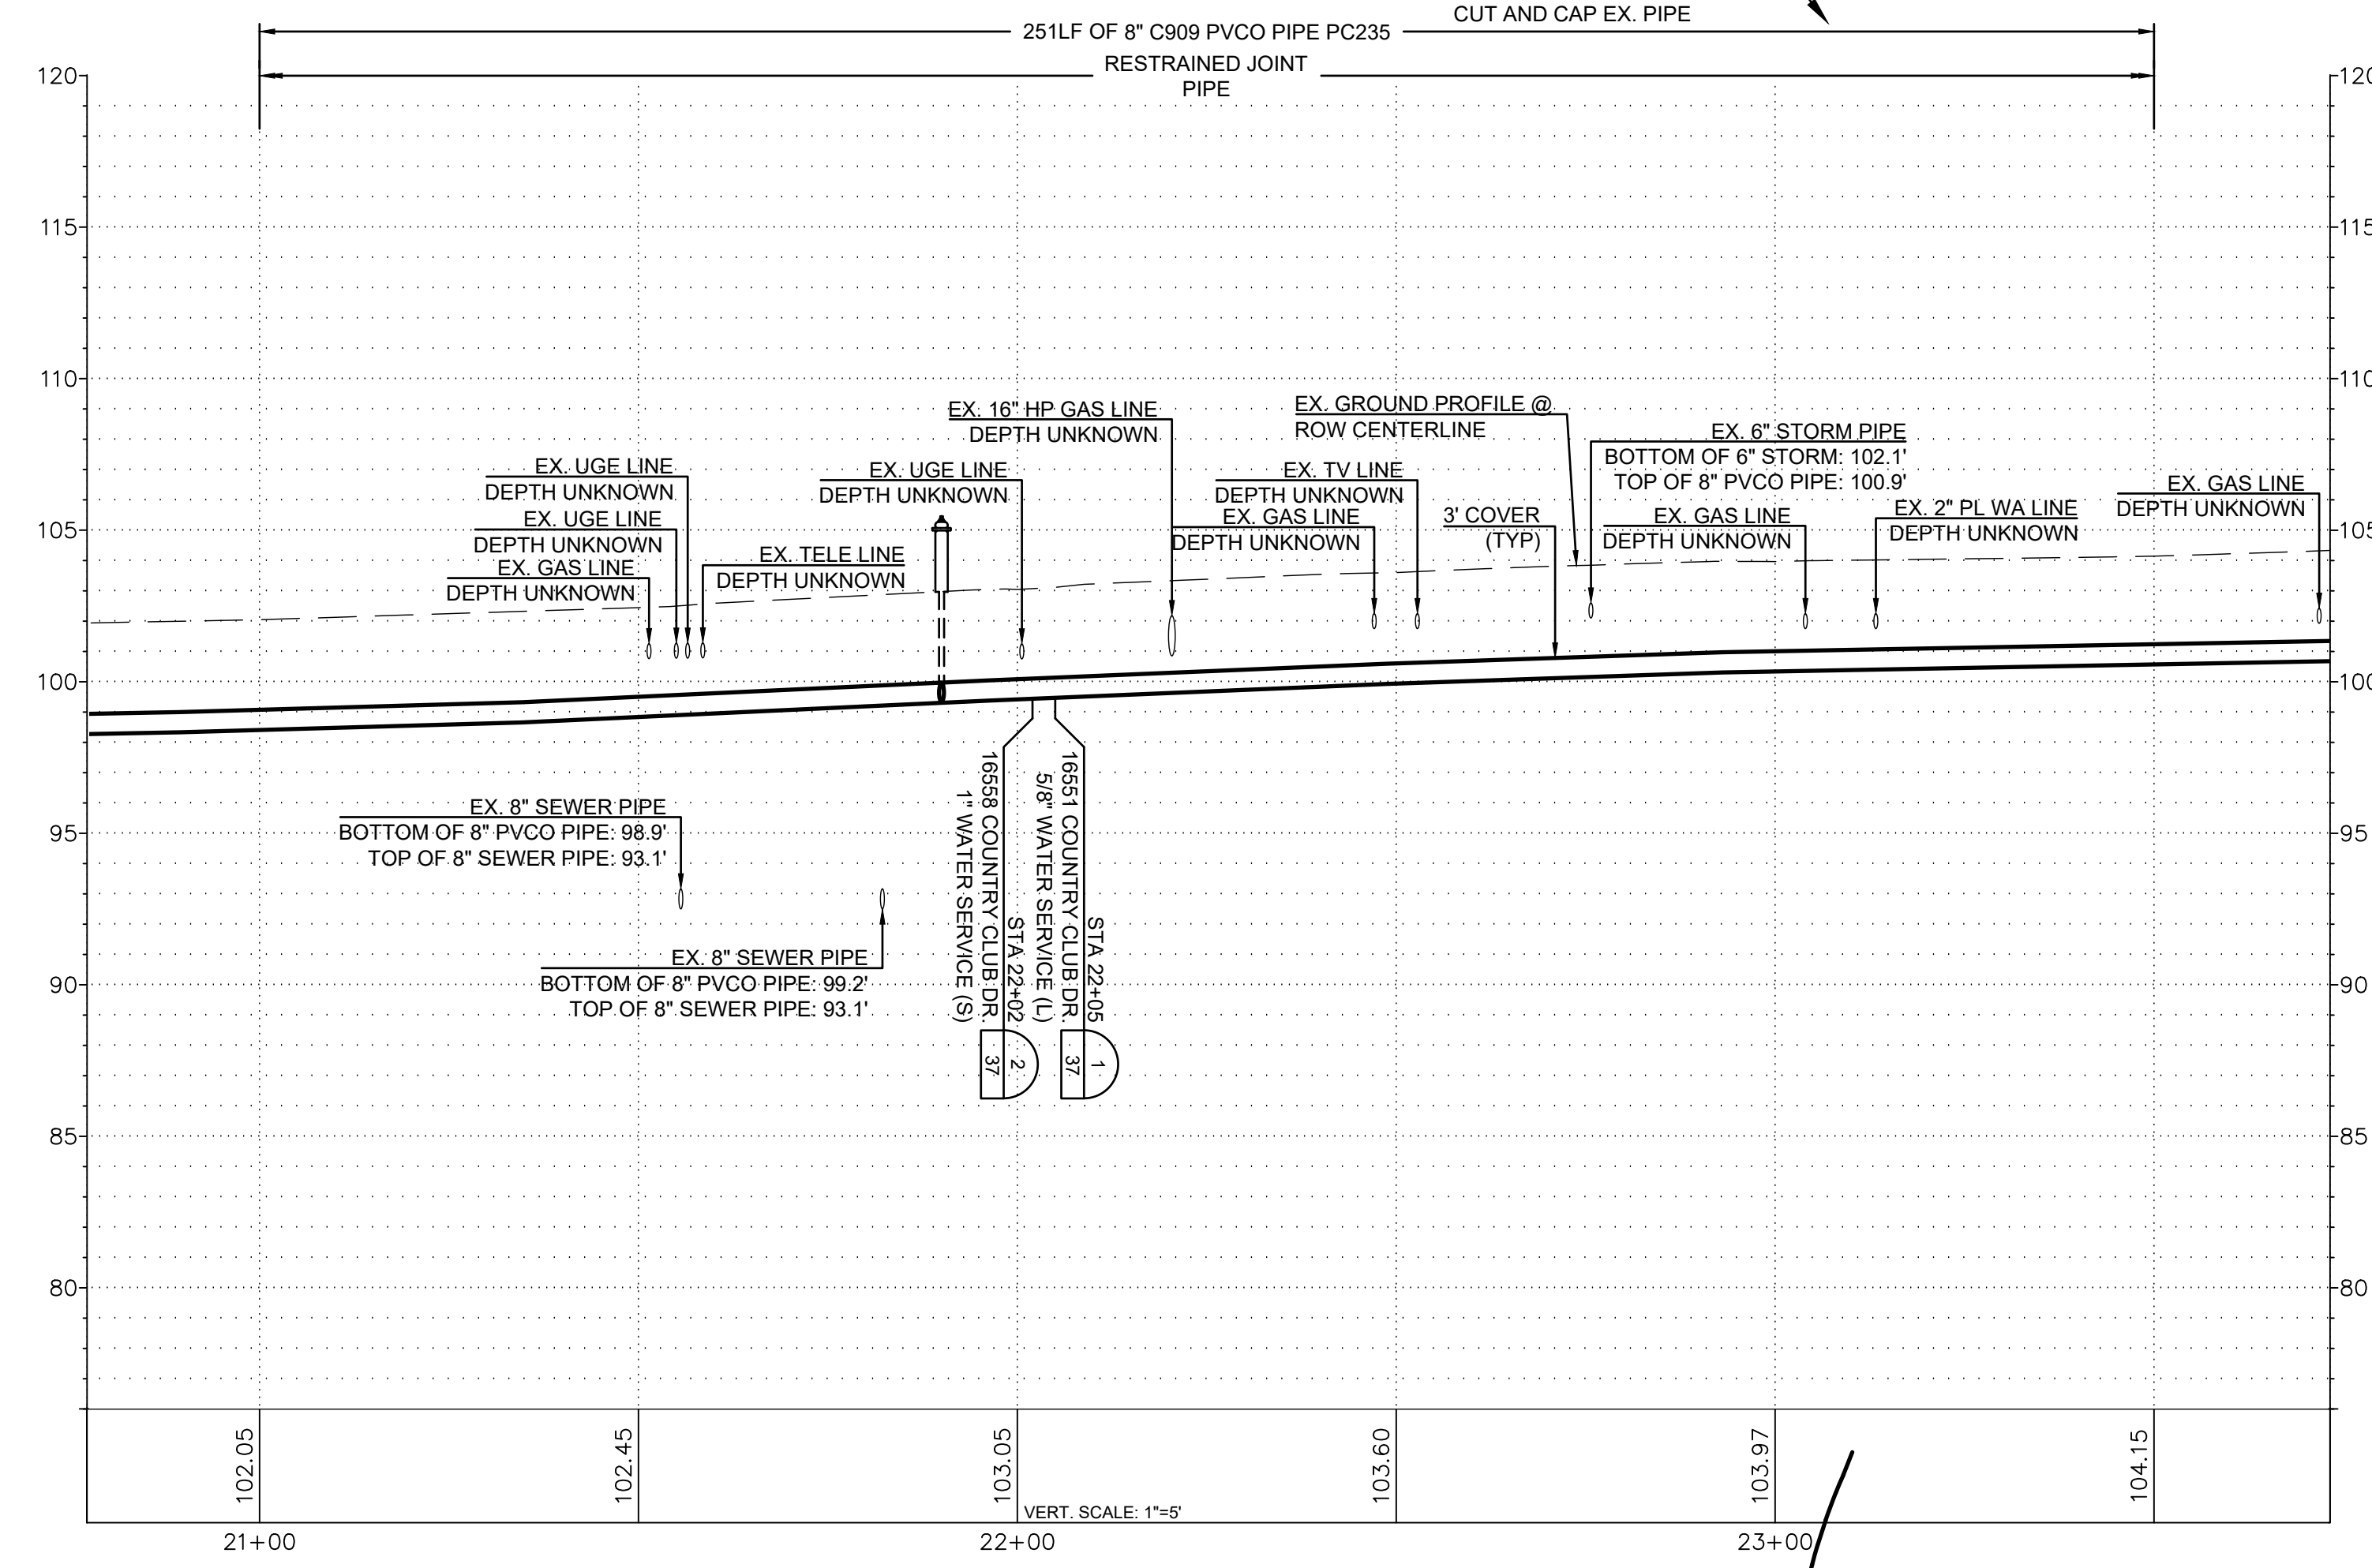 CUT AND CAP EX. PIPE
251LF OF 8" C909 PVCO PIPE PC235
RESTRAINED JOINT
PIPE
120
120
115
115
110
110
105
105
100
100
95
95
90
90
85
85
80
80
EX. 16" HP GAS LINE
DEPTH UNKNOWN
EX. GROUND PROFILE @
ROW CENTERLINE
EX. 6" STORM PIPE
BOTTOM OF 6" STORM: 102.1'
TOP OF 8" PVCO PIPE: 100.9'
EX. UGE LINE
DEPTH UNKNOWN
EX. UGE LINE
DEPTH UNKNOWN
EX. GAS LINE
DEPTH UNKNOWN
EX. TELE LINE
DEPTH UNKNOWN
EX. UGE LINE
DEPTH UNKNOWN
EX. TV LINE
DEPTH UNKNOWN
EX. GAS LINE
DEPTH UNKNOWN
3' COVER
(TYP)
EX. GAS LINE
DEPTH UNKNOWN
EX. 2" PL WA LINE
DEPTH UNKNOWN
EX. GAS LINE
DEPTH UNKNOWN
EX. 8" SEWER PIPE
BOTTOM OF 8" PVCO PIPE: 98.9'
TOP OF 8" SEWER PIPE: 93.1'
EX. 8" SEWER PIPE
BOTTOM OF 8" PVCO PIPE: 99.2'
TOP OF 8" SEWER PIPE: 93.1'
STA 22+02
16558 COUNTRY CLUB DR.
1" WATER SERVICE (S)
2
37
STA 22+05
16551 COUNTRY CLUB DR.
5/8" WATER SERVICE (L)
1
37
102.05
102.45
103.05
103.60
103.97
104.15
VERT. SCALE: 1"=5'
21+00
22+00
23+00